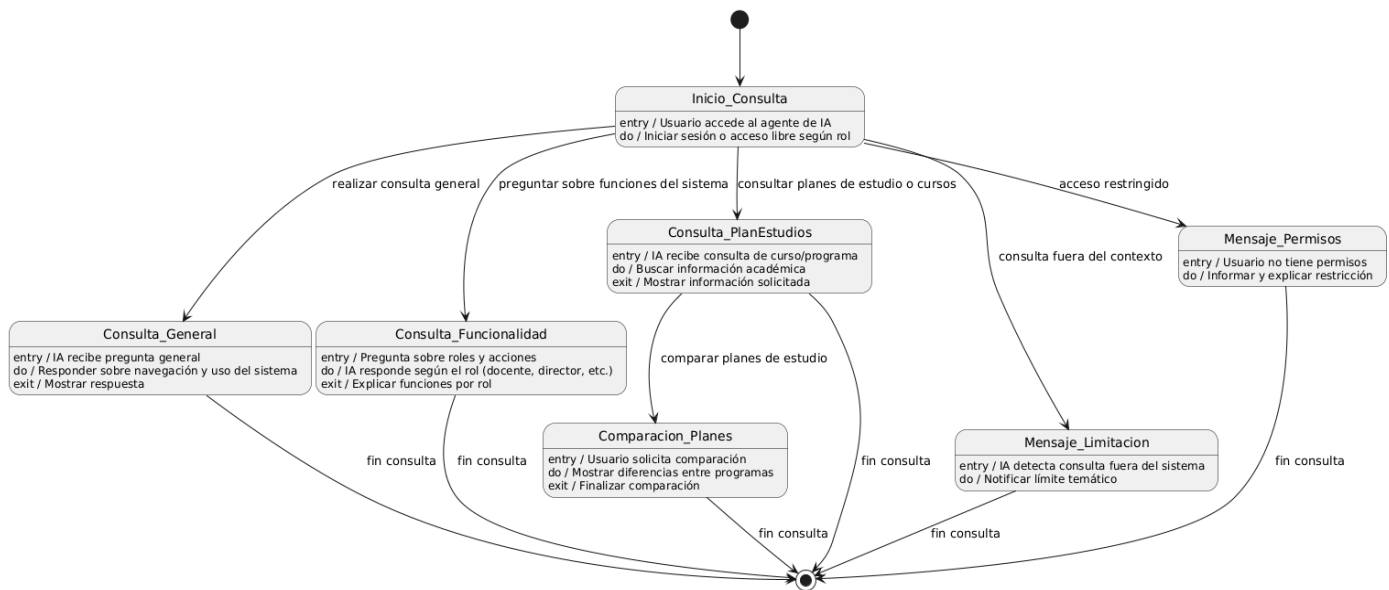 Inicio_Consulta
entry / Usuario accede al agente de IA
do / Iniciar sesión o acceso libre según rol
realizar consulta general
preguntar sobre funciones del sistema
consultar planes de estudio o cursos
acceso restringido
consulta fuera del contexto
Consulta_PlanEstudios
entry / IA recibe consulta de curso/programa
do / Buscar información académica
exit / Mostrar información solicitada
Mensaje_Permisos
entry / Usuario no tiene permisos
do / Informar y explicar restricción
Consulta_General
entry / IA recibe pregunta general
do / Responder sobre navegación y uso del sistema
exit / Mostrar respuesta
Consulta_Funcionalidad
entry / Pregunta sobre roles y acciones
do / IA responde según el rol (docente, director, etc.)
exit / Explicar funciones por rol
comparar planes de estudio
Comparacion_Planes
entry / Usuario solicita comparación
do / Mostrar diferencias entre programas
exit / Finalizar comparación
Mensaje_Limitacion
entry / IA detecta consulta fuera del sistema
do / Notificar límite temático
fin consulta
fin consulta
fin consulta
fin consulta
fin consulta
fin consulta